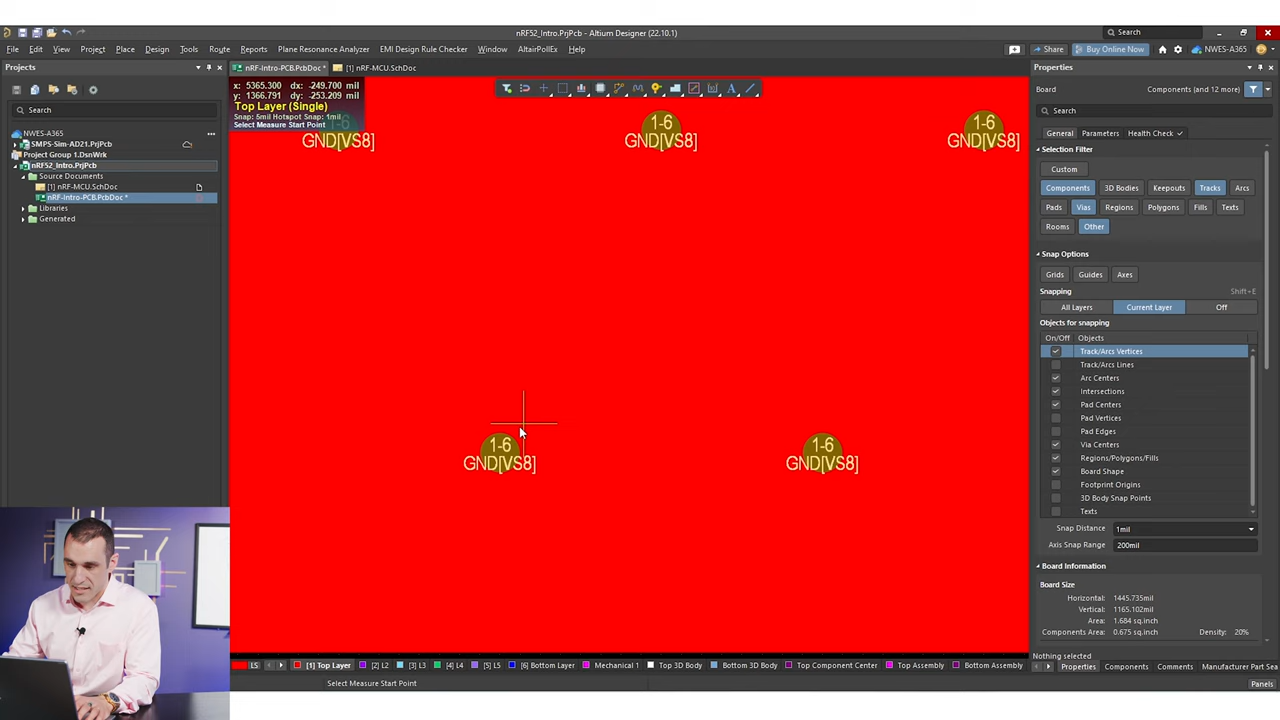 nRF52_Intro.PrjPcb - Altium Designer (22.10.1)
Search
File Edit View Project Place Design Tools Route Reports Plane Resonance Analyzer EMI Design Rule Checker Window AltairPollEx Help
Share
Buy Online Now
NWES-A365
Projects
nRF-Intro-PCB.PcbDoc *
[1] nRF-MCU.SchDoc
Properties
x: 5365.300 dx: -249.700 mil
y: 1366.791 dy: -253.209 mil
Top Layer (Single)
Snap: 5mil Hotspot Snap: 1mil
Select Measure Start Point
Board
Components (and 12 more)
Search
Search
NWES-A365
SMPS-Sim-AD21.PrjPcb
Project Group 1.DsnWrk
nRF52_Intro.PrjPcb
Source Documents
[1] nRF-MCU.SchDoc
nRF-Intro-PCB.PcbDoc *
Libraries
Generated
1-6
GND[VS8]
1-6
GND[VS8]
1-6
GND[VS8]
1-6
GND[VS8]
1-6
GND[VS8]
General Parameters Health Check
Selection Filter
Custom
Components 3D Bodies Keepouts Tracks Arcs
Pads Vias Regions Polygons Fills Texts
Rooms Other
Snap Options
Grids Guides Axes
Snapping Shift+E
All Layers Current Layer Off
Objects for snapping
On/Off Objects
Track/Arcs Vertices
Track/Arcs Lines
Arc Centers
Intersections
Pad Centers
Pad Vertices
Pad Edges
Via Centers
Regions/Polygons/Fills
Board Shape
Footprint Origins
3D Body Snap Points
Texts
Snap Distance 1mil
Axis Snap Range 200mil
Board Information
Board Size
Horizontal: 1445.735mil
Vertical: 1165.102mil
Area: 1.684 sq.inch
Components Area: 0.675 sq.inch Density: 20%
Nothing selected
LS [1] Top Layer [2] L2 [3] L3 [4] L4 [5] L5 [6] Bottom Layer Mechanical 1 Top 3D Body Bottom 3D Body Top Component Center Top Assembly Bottom Assembly
Properties Components Comments Manufacturer Part Sea
Select Measure Start Point
Panels